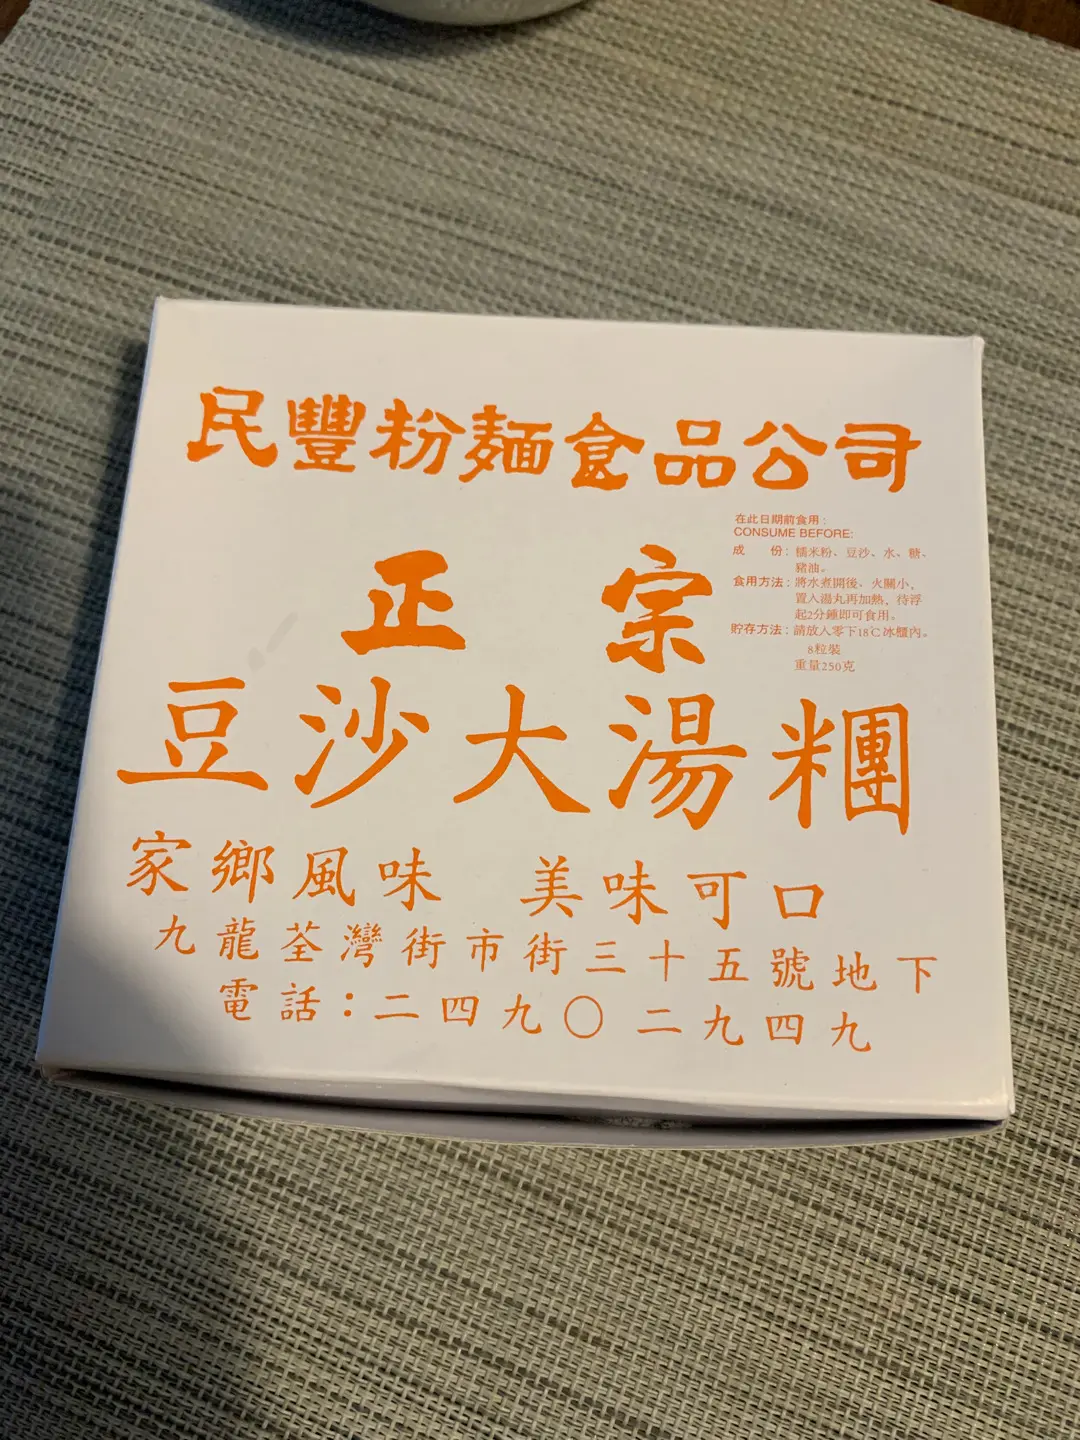 民豐粉麵食品公司
在此日期前食用:
CONSUME BEFORE:
成 份: 糯米粉、豆沙、水、糖、
豬油。
食用方法: 將水煮開後、火關小,
置入湯丸再加熱, 待浮
起2分鍾即可食用。
貯存方法: 請放入零下18℃冰櫃內。
8粒裝
重量250克
正宗
豆沙大湯糰
家鄉風味 美味可口
九龍荃灣街市街三十五號地下
電話:二四九〇二九四九